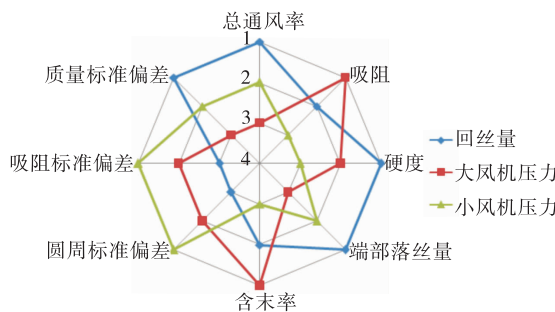 总通风率
1
质量标准偏差
吸阻
2
3
回丝量
吸阻标准偏差
4
硬度
大风机压力
小风机压力
圆周标准偏差
端部落丝量
含末率